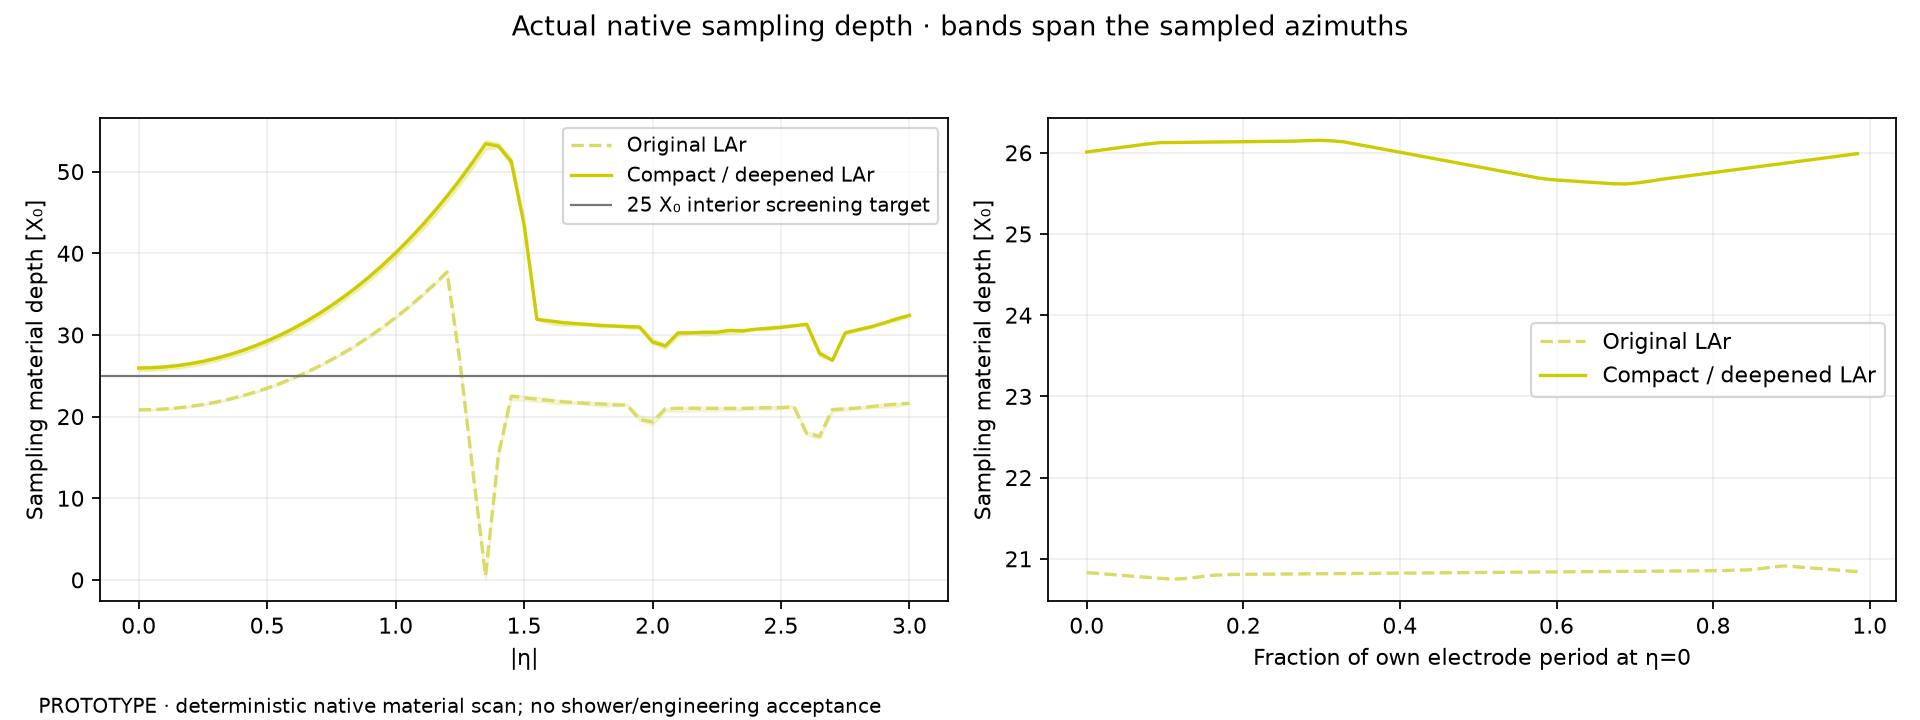 Actual native sampling depth · bands span the sampled azimuths
Sampling material depth [X₀]
50
40
30
20
10
0
Original LAr
Compact / deepened LAr
25 X₀ interior screening target
0.0 0.5 1.0 1.5 2.0 2.5 3.0
|η|
Sampling material depth [X₀]
26
25
24
23
22
21
Original LAr
Compact / deepened LAr
0.0 0.2 0.4 0.6 0.8 1.0
Fraction of own electrode period at η=0
PROTOTYPE · deterministic native material scan; no shower/engineering acceptance